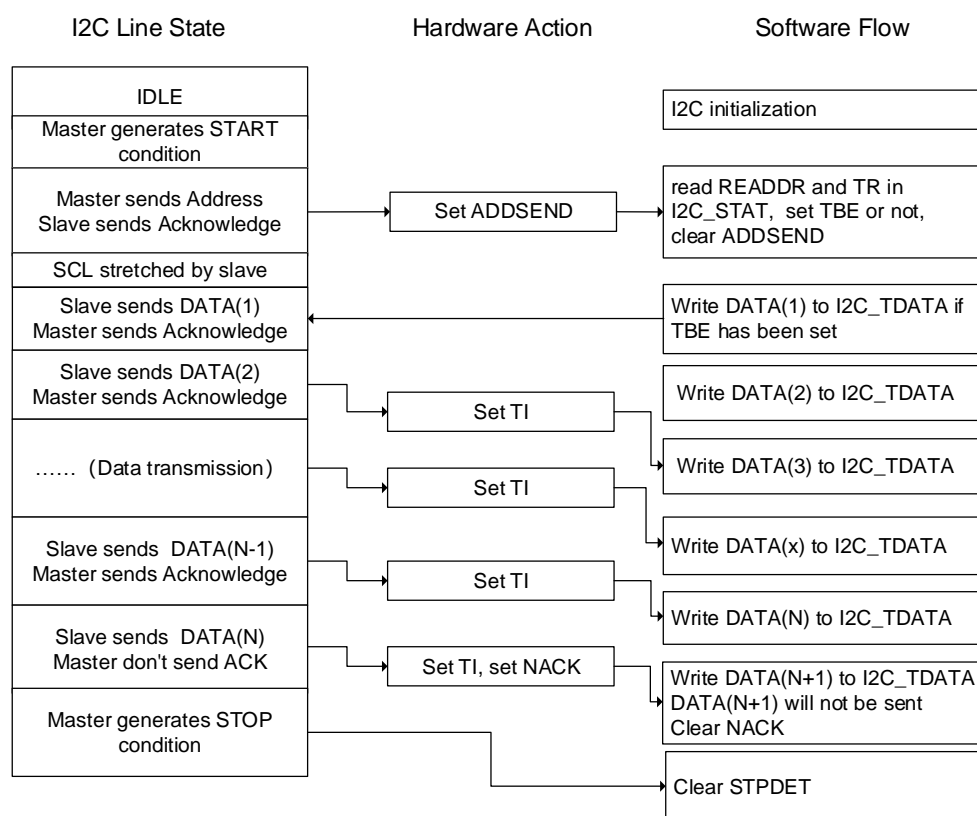 I2C Line State
Hardware Action
Software Flow
IDLE
I2C initialization
Master generates START
condition
Master sends Address
Slave sends Acknowledge
Set ADDSEND
read READDR and TR in
I2C_STAT, set TBE or not,
clear ADDSEND
SCL stretched by slave
Slave sends DATA(1)
Master sends Acknowledge
Write DATA(1) to I2C_TDATA if
TBE has been set
Slave sends DATA(2)
Master sends Acknowledge
Set TI
Write DATA(2) to I2C_TDATA
Write DATA(3) to I2C_TDATA
…… (Data transmission)
Set TI
Write DATA(x) to I2C_TDATA
Slave sends DATA(N-1)
Master sends Acknowledge
Set TI
Write DATA(N) to I2C_TDATA
Slave sends DATA(N)
Master don't send ACK
Set TI, set NACK
Write DATA(N+1) to I2C_TDATA
DATA(N+1) will not be sent
Clear NACK
Master generates STOP
condition
Clear STPDET